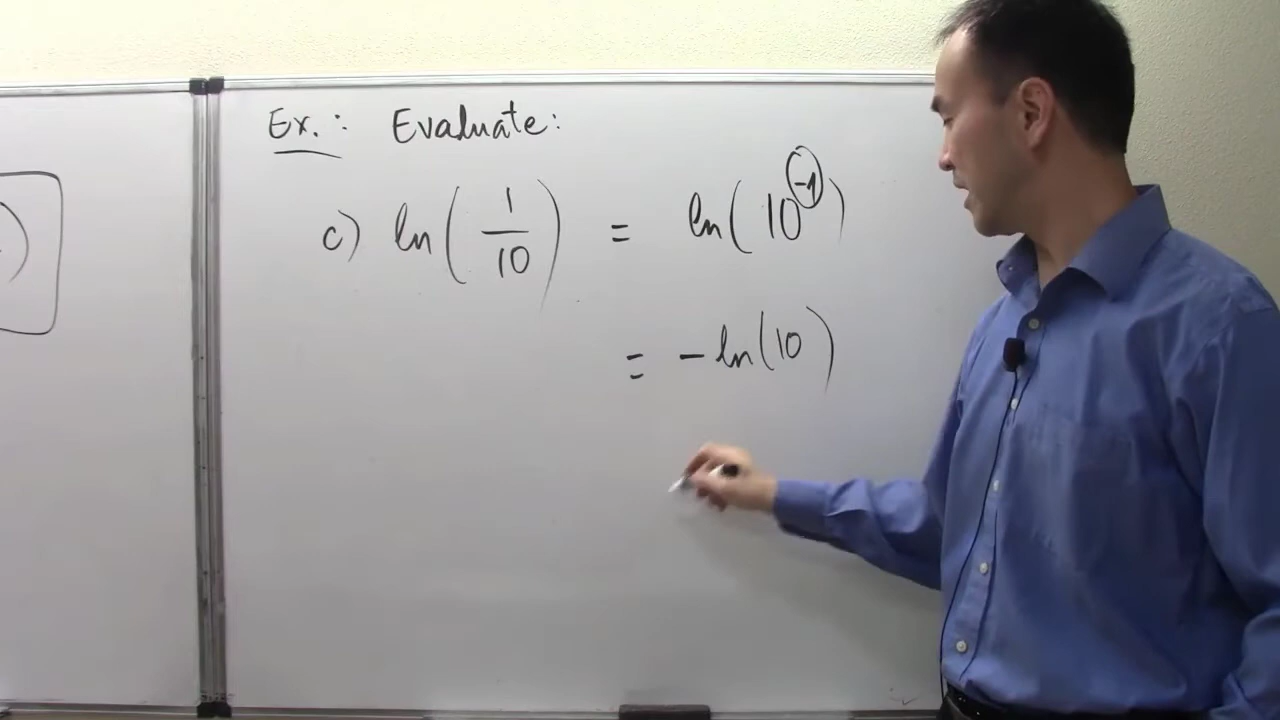 Ex.: Evaluate:
c) ln(1/10) = ln(10⁻¹)
= -ln(10)
)